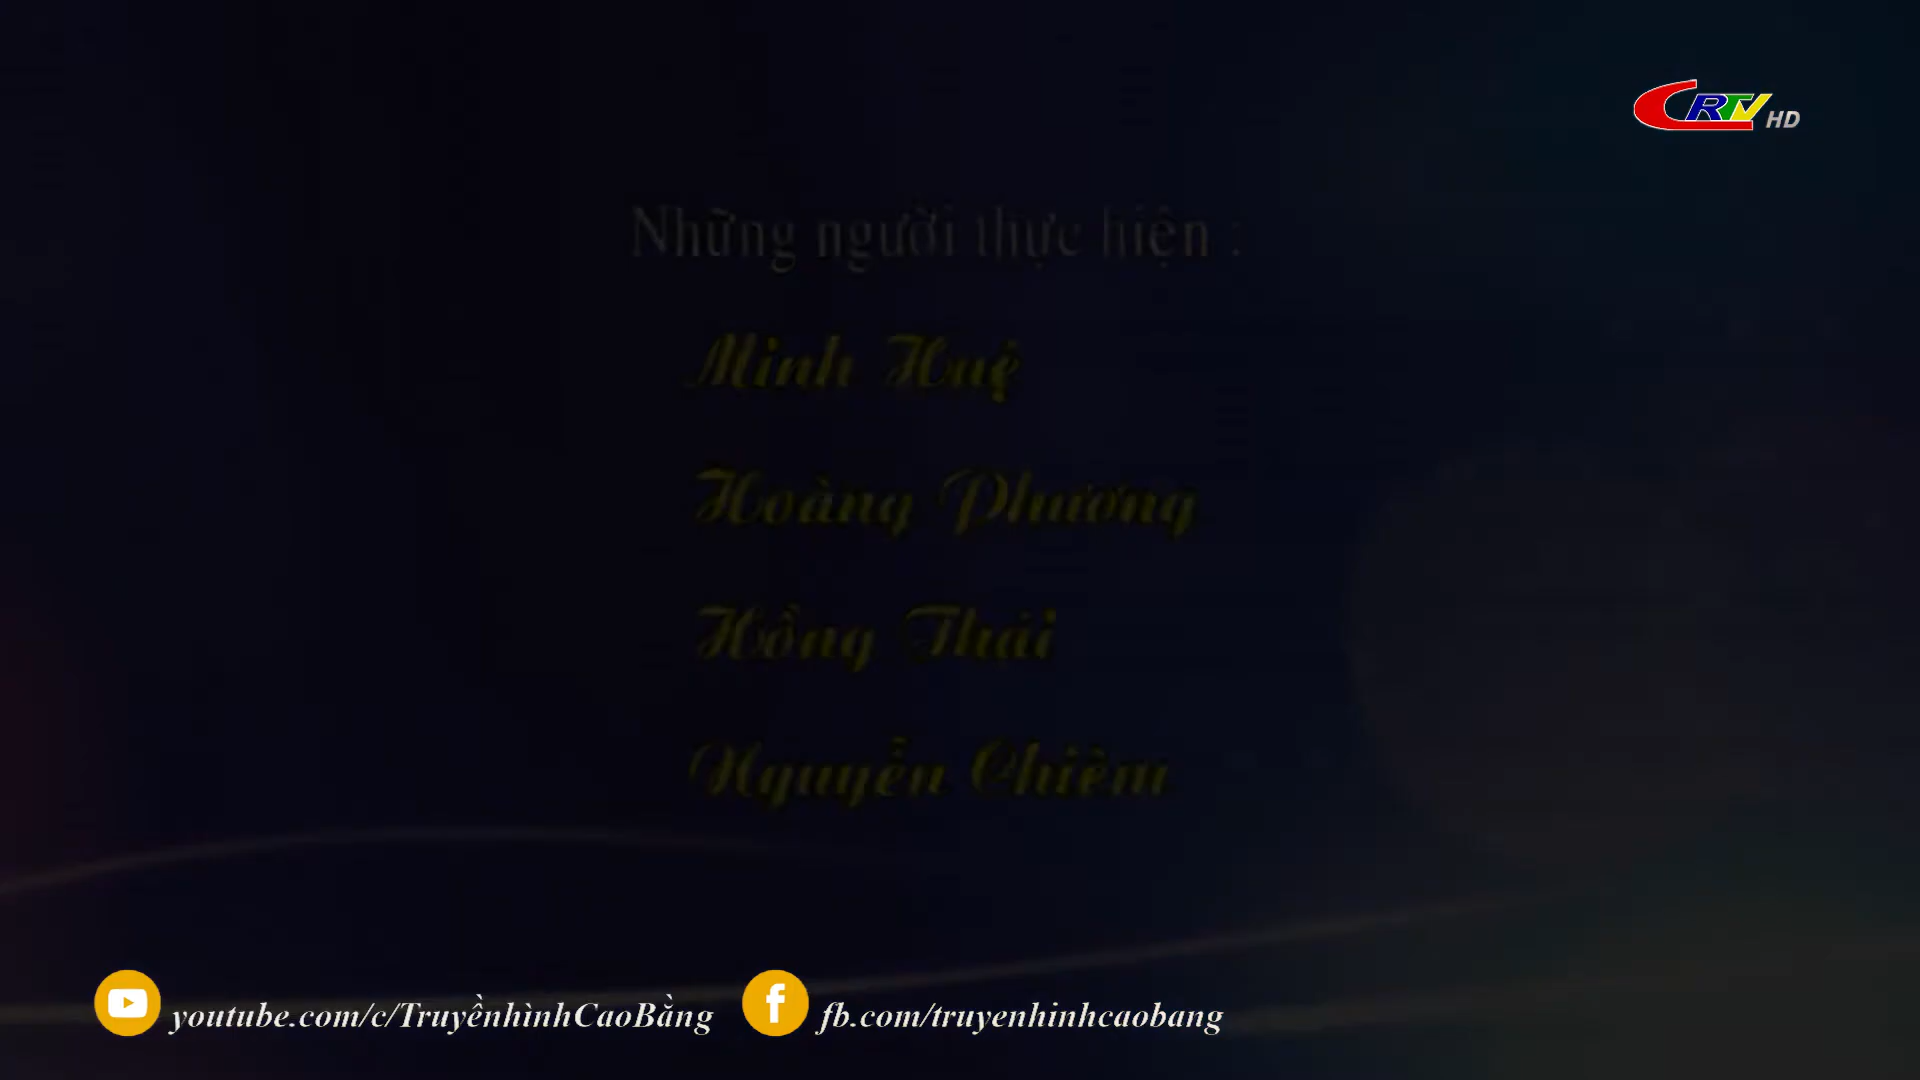 CRTV HD
Những người thực hiện :
Minh Huệ
Hoàng Phương
Hồng Thái
Nguyễn Chiêm
youtube.com/c/TruyềnhìnhCaoBằng
fb.com/truyenhinhcaobang